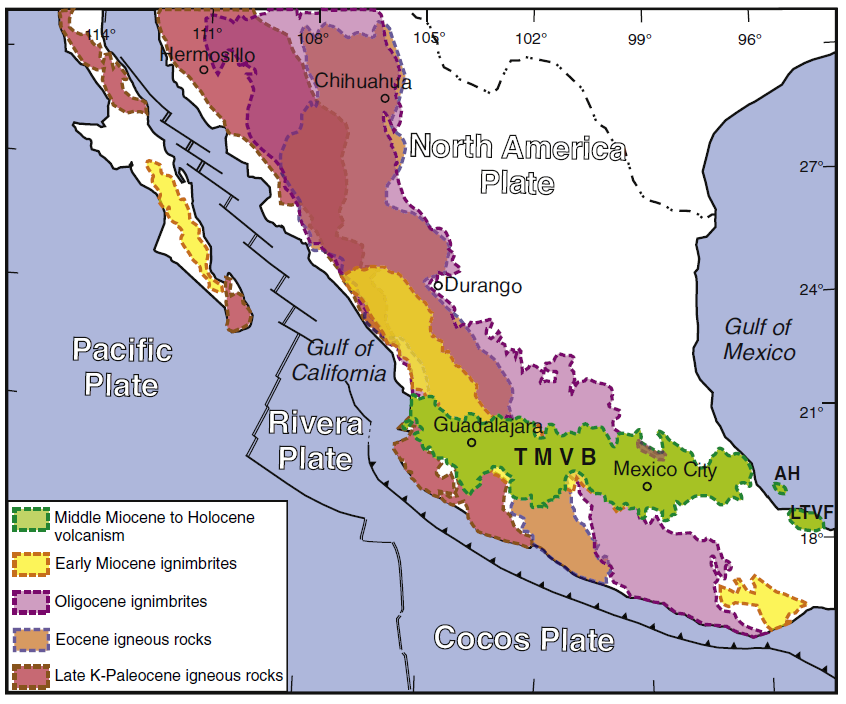 114°
111°
108°
105°
102°
99°
96°
Hermosillo
Chihuahua
North America
Plate
27°
Durango
24°
Gulf of
Mexico
Pacific
Plate
Gulf of
California
Rivera
Plate
21°
Guadalajara
T M V B
Mexico City
AH
LTVF
18°
Middle Miocene to Holocene
volcanism
Early Miocene ignimbrites
Oligocene ignimbrites
Eocene igneous rocks
Late K-Paleocene igneous rocks
Cocos Plate